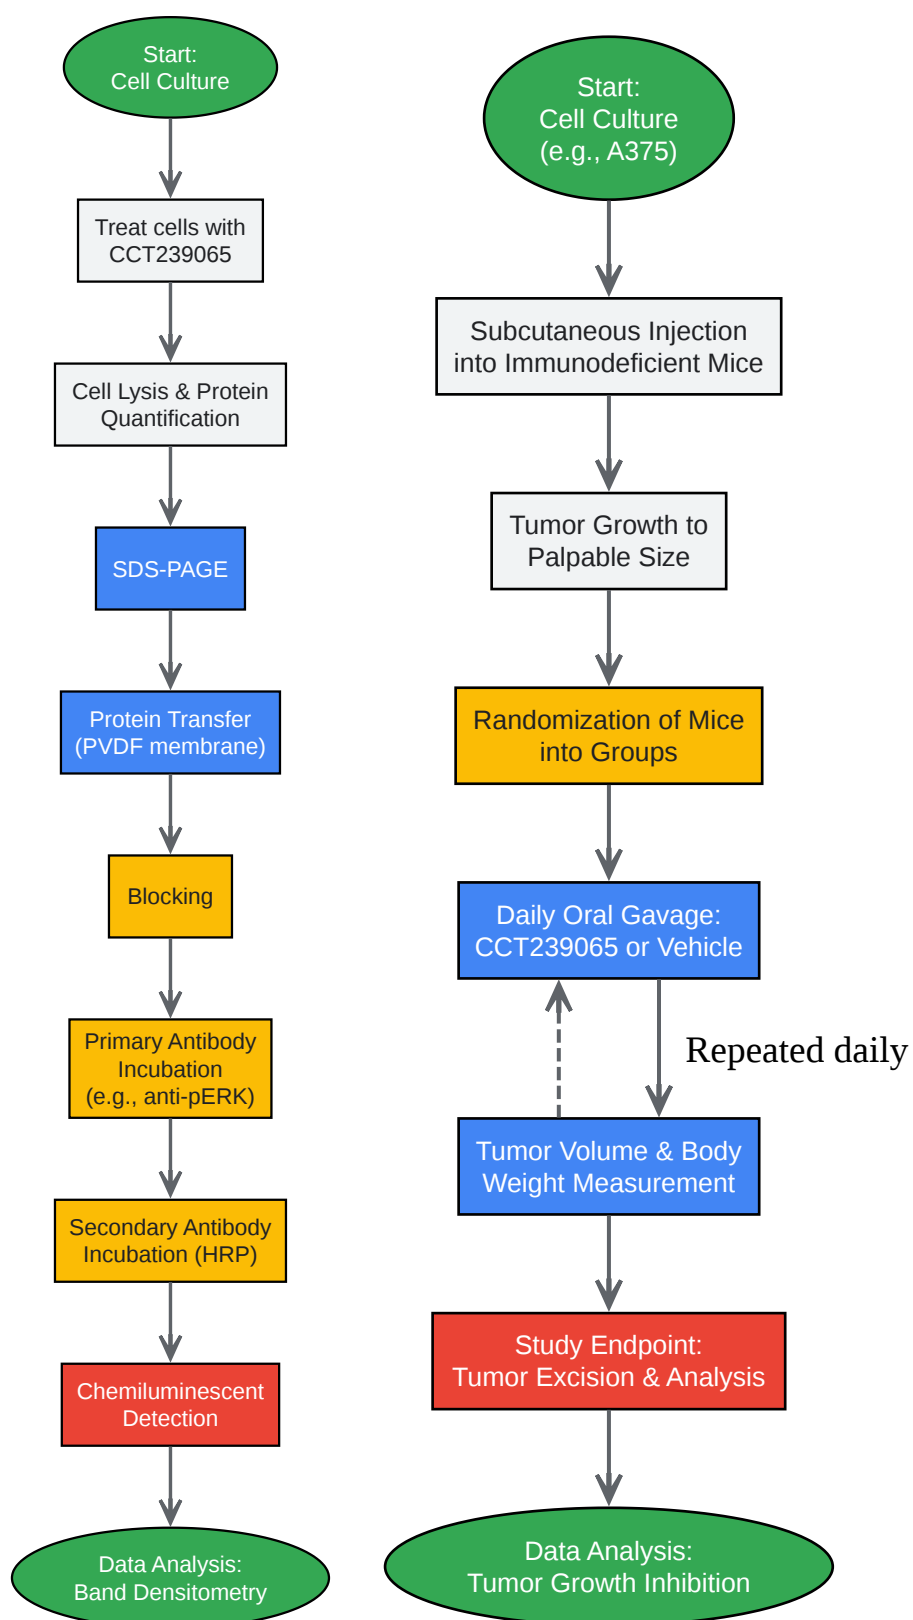 Start:
Cell Culture
Treat cells with
CCT239065
Cell Lysis & Protein
Quantification
SDS-PAGE
Protein Transfer
(PVDF membrane)
Blocking
Primary Antibody
Incubation
(e.g., anti-pERK)
Secondary Antibody
Incubation (HRP)
Chemiluminescent
Detection
Data Analysis:
Band Densitometry
Start:
Cell Culture
(e.g., A375)
Subcutaneous Injection
into Immunodeficient Mice
Tumor Growth to
Palpable Size
Randomization of Mice
into Groups
Daily Oral Gavage:
CCT239065 or Vehicle
Repeated daily
Tumor Volume & Body
Weight Measurement
Study Endpoint:
Tumor Excision & Analysis
Data Analysis:
Tumor Growth Inhibition